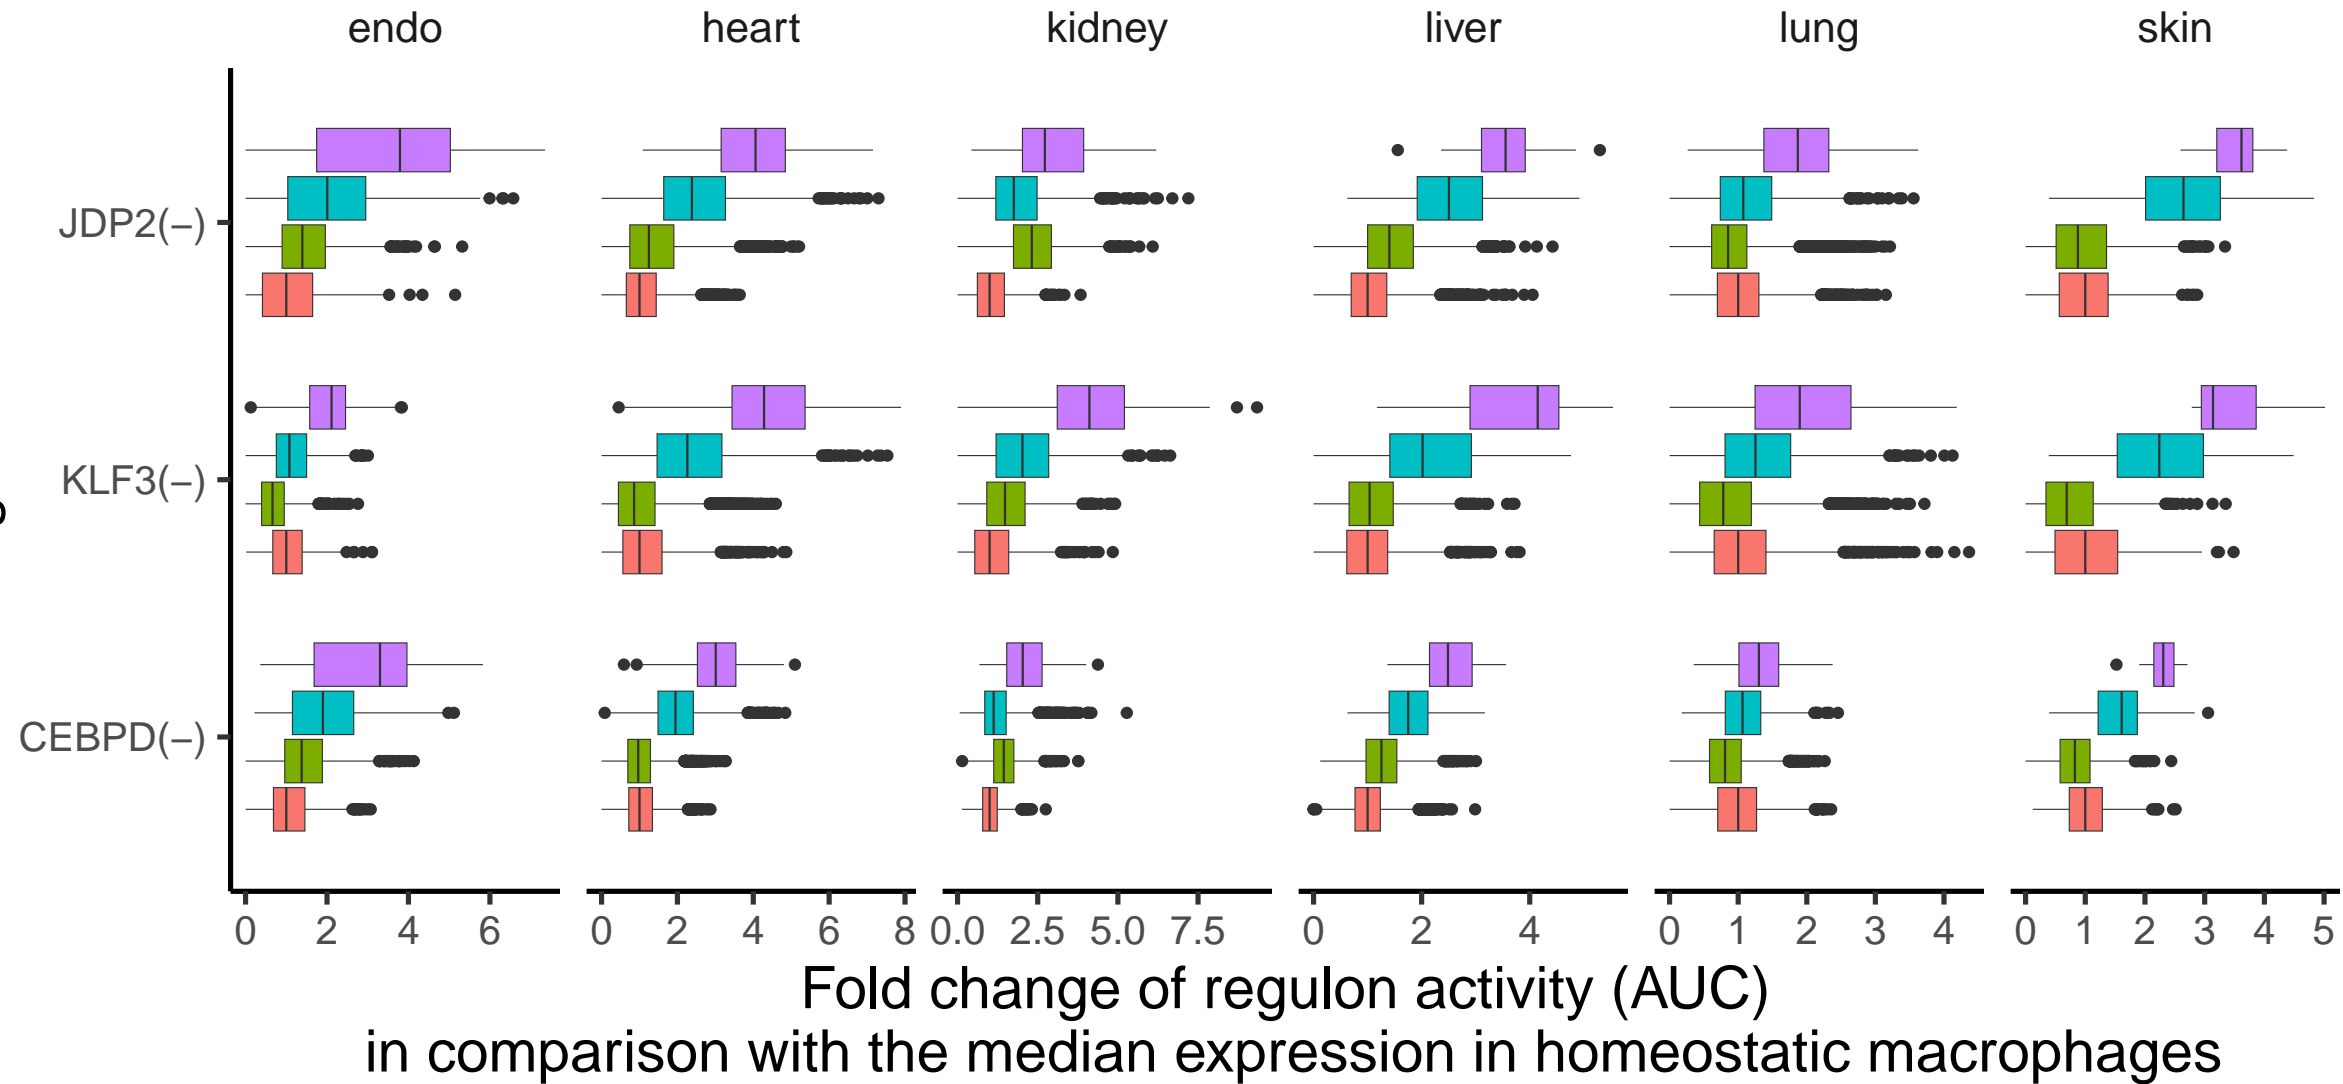 endo heart kidney liver lung skin
JDP2(−)
KLF3(−)
CEBPD(−)
0 2 4 6 0 2 4 6 8 0.0 2.5 5.0 7.5 0 2 4 0 1 2 3 4 0 1 2 3 4 5
Fold change of regulon activity (AUC)
in comparison with the median expression in homeostatic macrophages